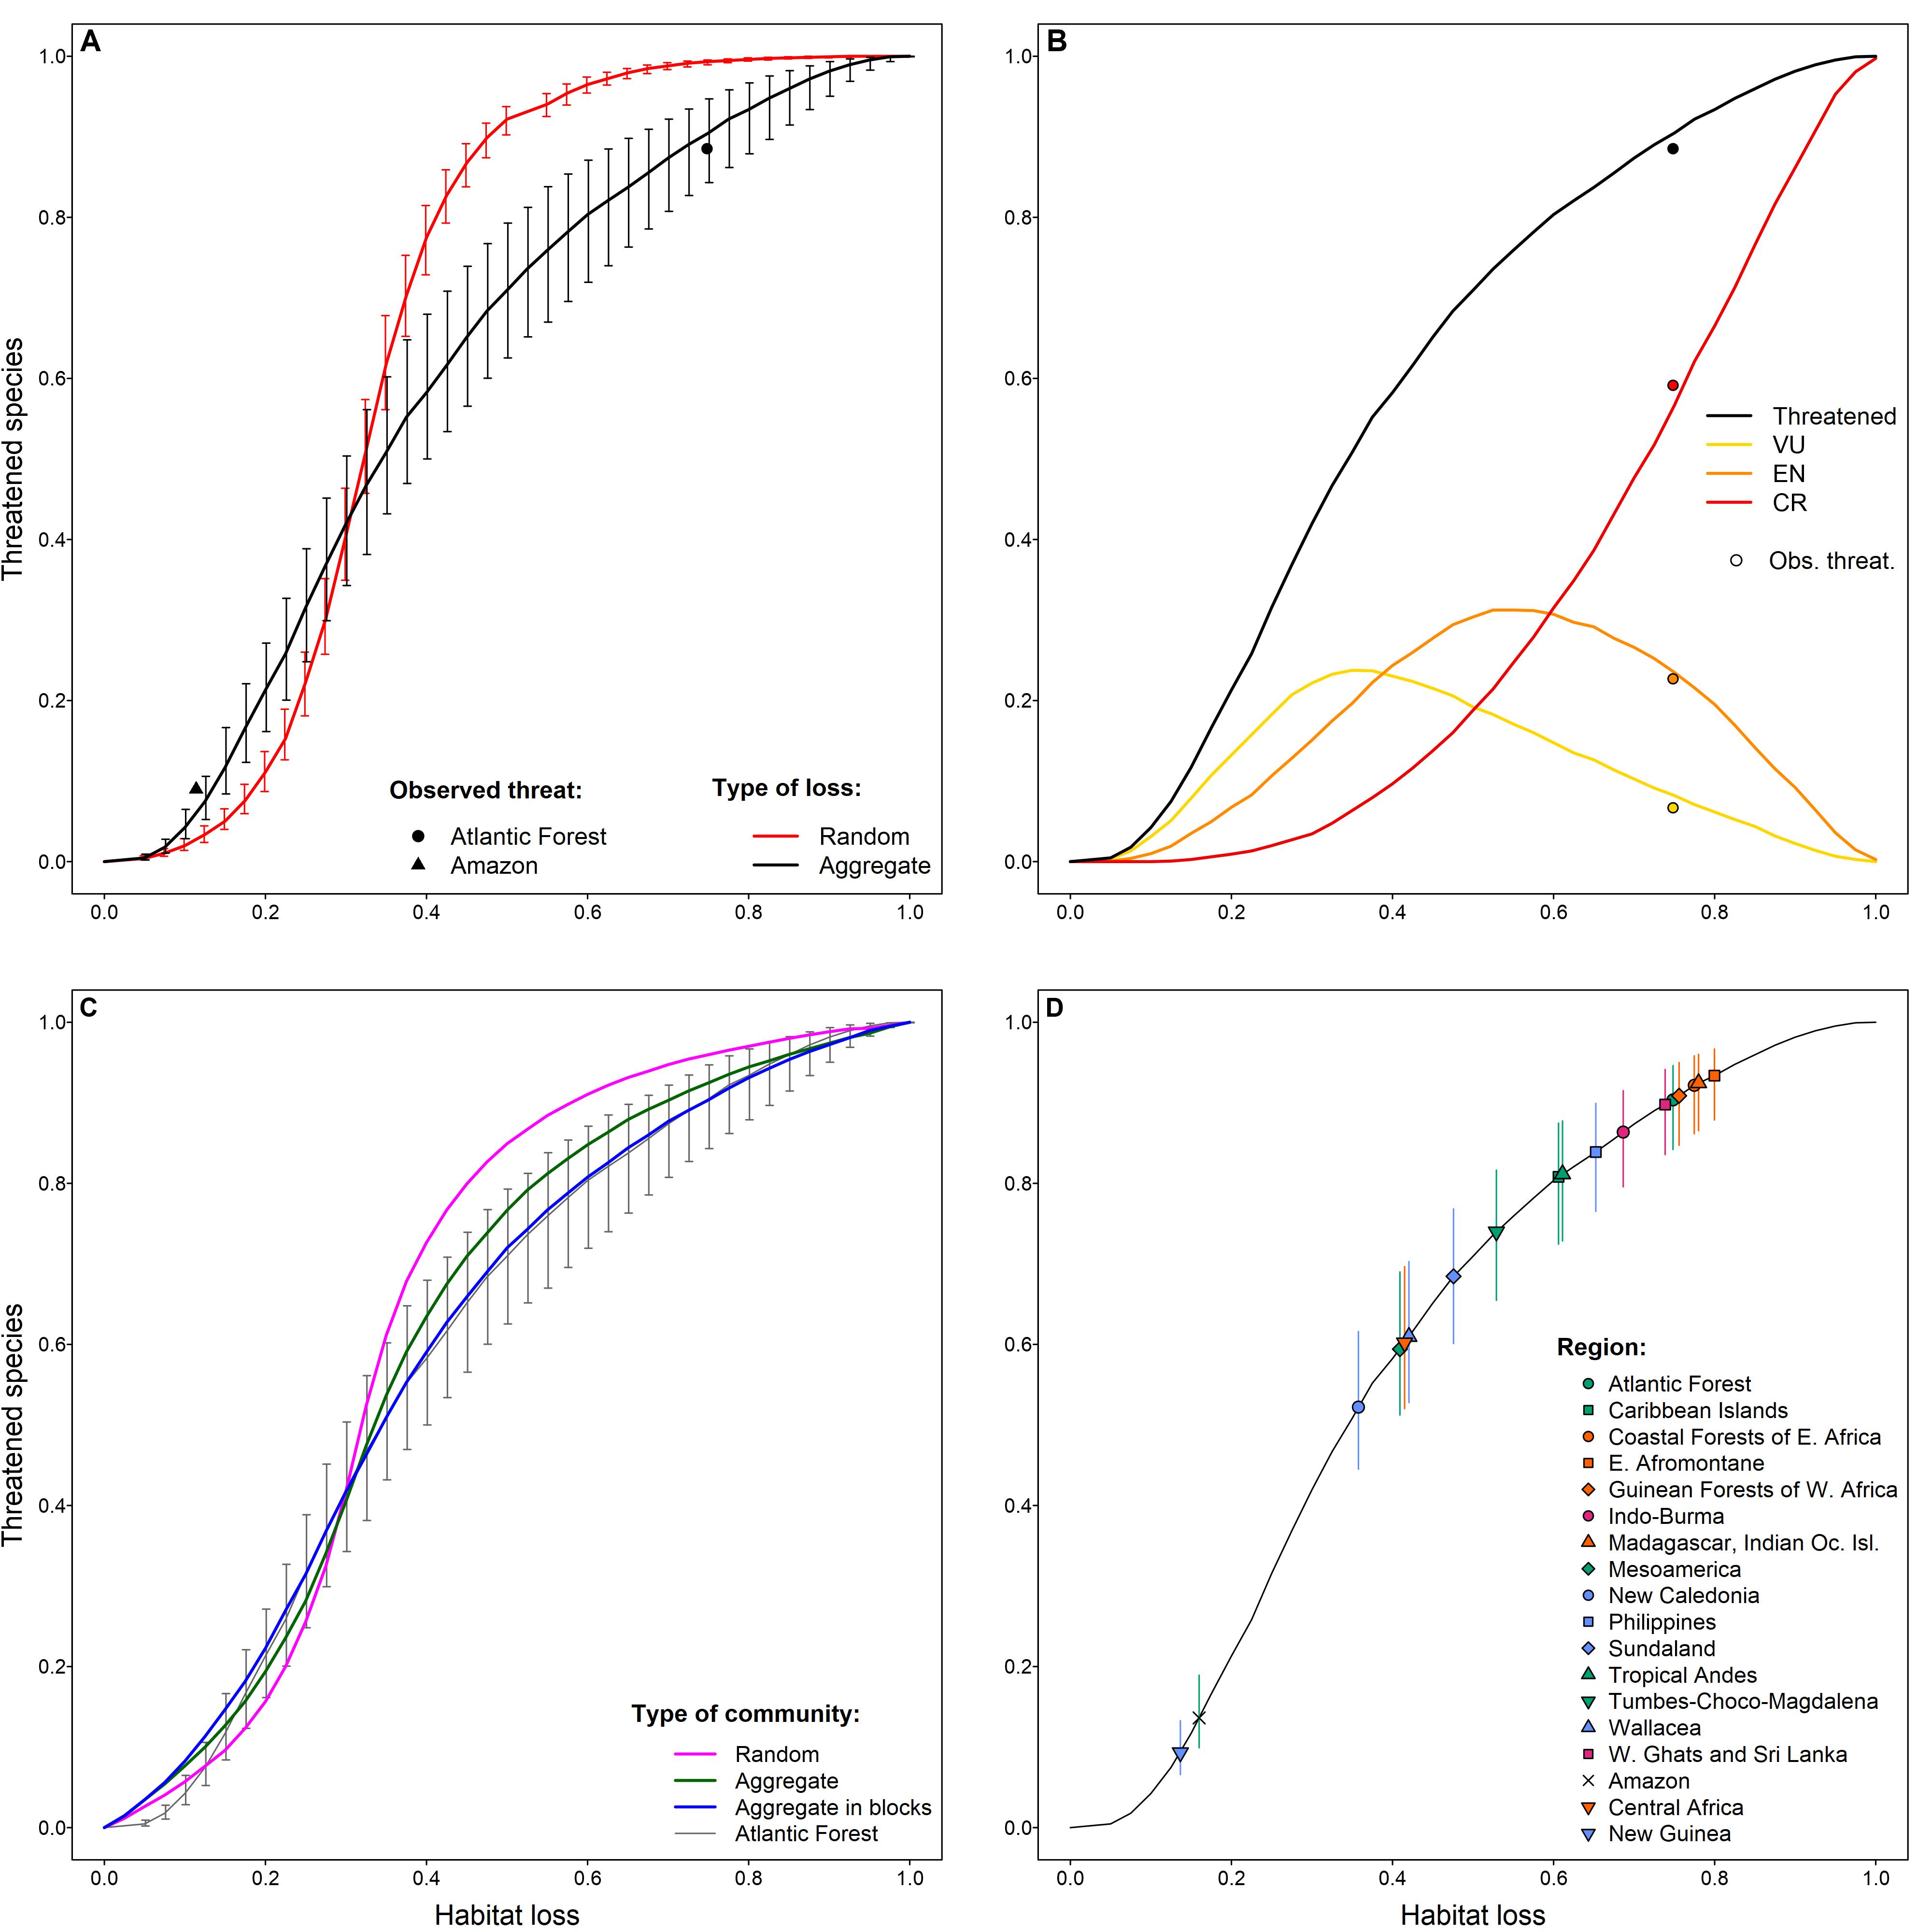 A
Threatened species
1.0
0.8
0.6
0.4
0.2
0.0
Observed threat:
Atlantic Forest
Amazon
Type of loss:
Random
Aggregate
0.0 0.2 0.4 0.6 0.8 1.0
B
1.0
0.8
0.6
0.4
0.2
0.0
Threatened
VU
EN
CR
Obs. threat.
0.0 0.2 0.4 0.6 0.8 1.0
C
Threatened species
1.0
0.8
0.6
0.4
0.2
0.0
Type of community:
Random
Aggregate
Aggregate in blocks
Atlantic Forest
0.0 0.2 0.4 0.6 0.8 1.0
Habitat loss
D
1.0
0.8
0.6
0.4
0.2
0.0
Region:
Atlantic Forest
Caribbean Islands
Coastal Forests of E. Africa
E. Afromontane
Guinean Forests of W. Africa
Indo-Burma
Madagascar, Indian Oc. Isl.
Mesoamerica
New Caledonia
Philippines
Sundaland
Tropical Andes
Tumbes-Choco-Magdalena
Wallacea
W. Ghats and Sri Lanka
Amazon
Central Africa
New Guinea
0.0 0.2 0.4 0.6 0.8 1.0
Habitat loss